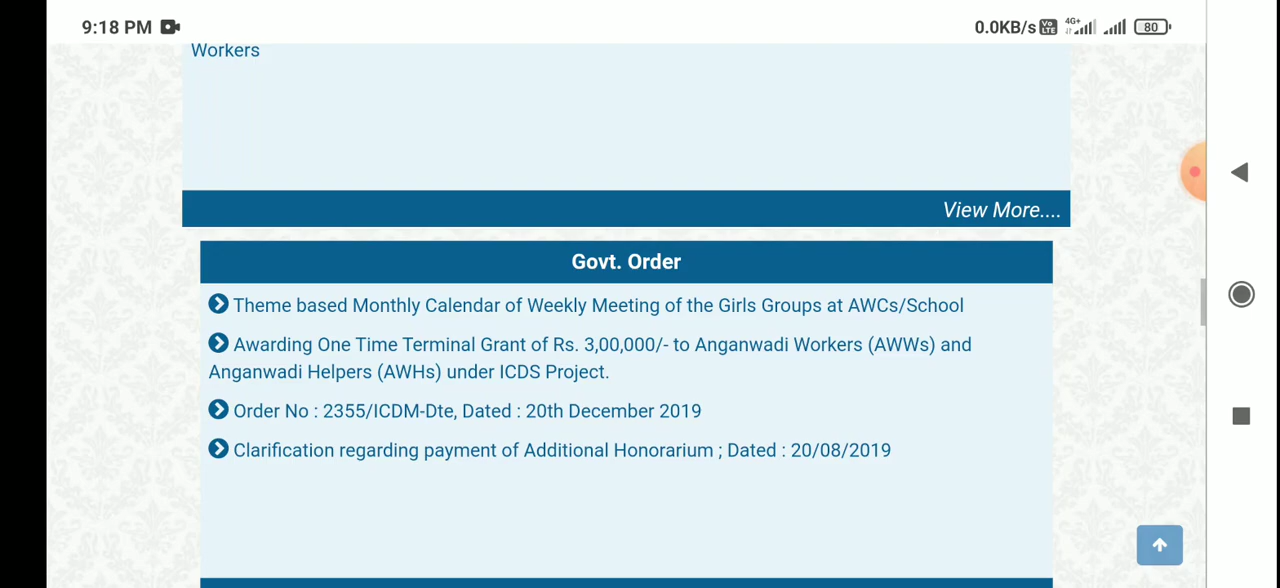 9:18 PM
0.0KB/s Vo LTE 4G+ 80
Workers
View More....
Govt. Order
Theme based Monthly Calendar of Weekly Meeting of the Girls Groups at AWCs/School
Awarding One Time Terminal Grant of Rs. 3,00,000/- to Anganwadi Workers (AWWs) and
Anganwadi Helpers (AWHs) under ICDS Project.
Order No : 2355/ICDM-Dte, Dated : 20th December 2019
Clarification regarding payment of Additional Honorarium ; Dated : 20/08/2019